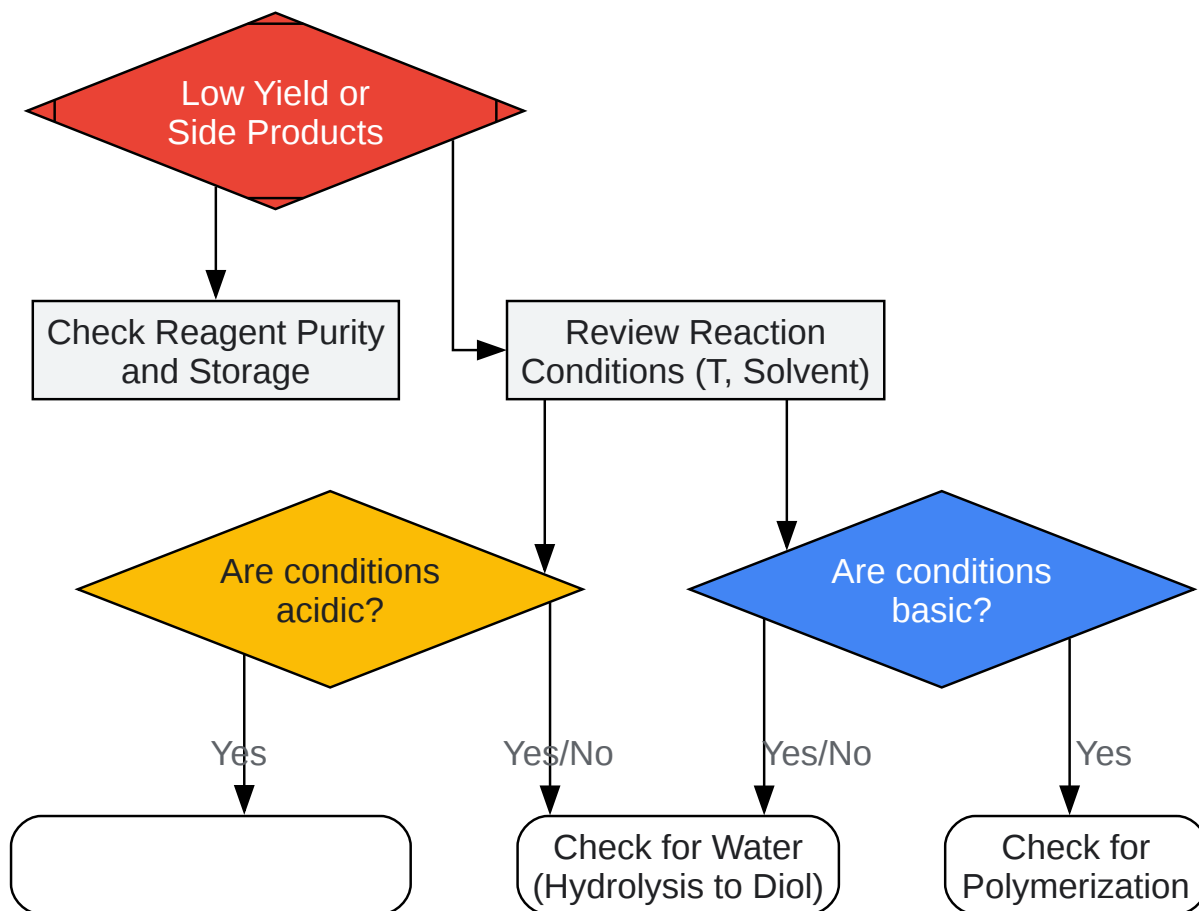 Low Yield or
Side Products
Check Reagent Purity
and Storage
Review Reaction
Conditions (T, Solvent)
Are conditions
acidic?
Are conditions
basic?
Yes
Yes/No
Yes/No
Yes
Check for Water
(Hydrolysis to Diol)
Check for
Polymerization